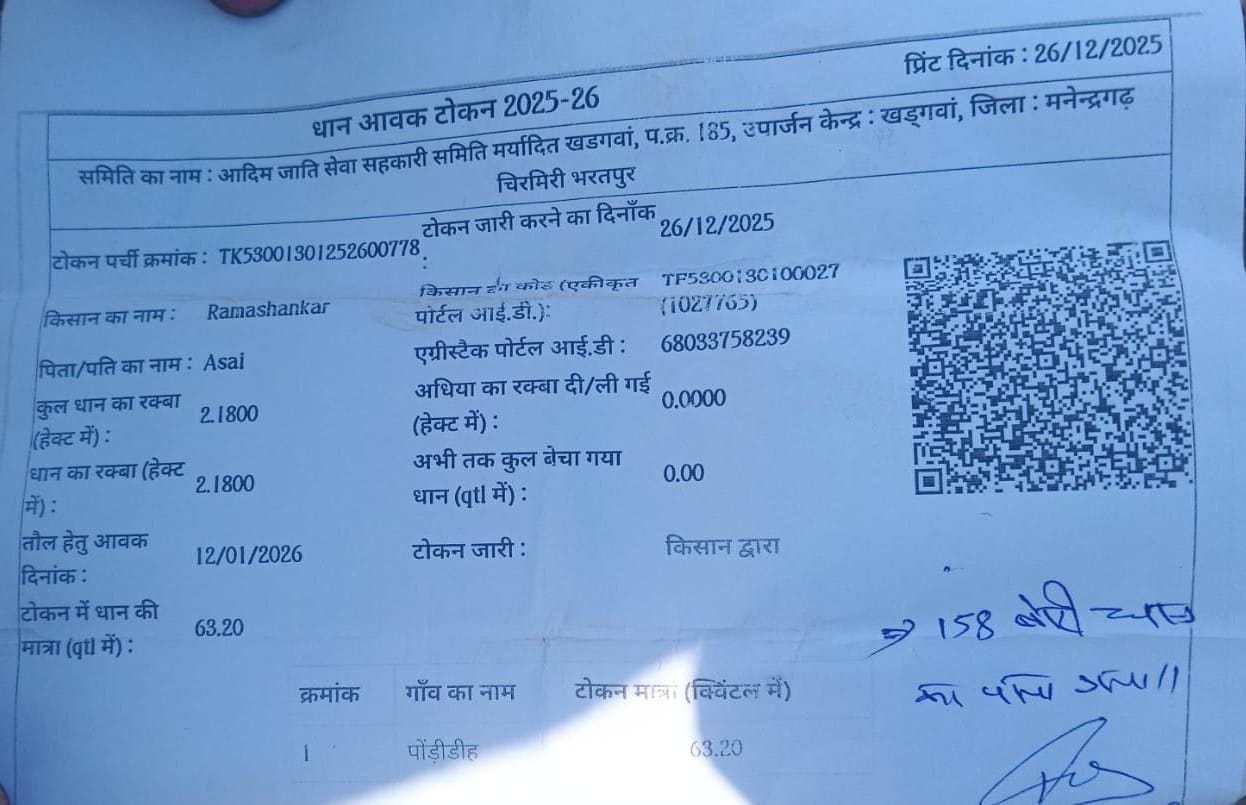 प्रिंट दिनांक : 26/12/2025
धान आवक टोकन 2025-26
समिति का नाम : आदिम जाति सेवा सहकारी समिति मर्यादित खडगवां, प.क्र. 185, उपार्जन केन्द्र : खड़गवां, जिला : मनेन्द्रगढ़
चिरमिरी भरतपुर
टोकन पर्ची क्रमांक : TK53001301252600778 टोकन जारी करने का दिनाँक : 26/12/2025
किसान का नाम : Ramashankar किसान का कोड (एकीकृत TF5300130100027
पोर्टल आई.डी.): (1027765)
पिता/पति का नाम : Asai एग्रीस्टैक पोर्टल आई.डी : 68033758239
कुल धान का रक्बा 2.1800 अधिया का रक्बा दी/ली गई 0.0000
(हेक्ट में) : (हेक्ट में) :
धान का रक्बा (हेक्ट 2.1800 अभी तक कुल बेचा गया 0.00
में) : धान (qtl में) :
तौल हेतु आवक 12/01/2026 टोकन जारी : किसान द्वारा
दिनांक :
टोकन में धान की 63.20
मात्रा (qtl में) :
⇒ 158 बोरी धान
का
क्रमांक गाँव का नाम टोकन मात्रा (क्विंटल में)
1 पोंड़ीडीह 63.20